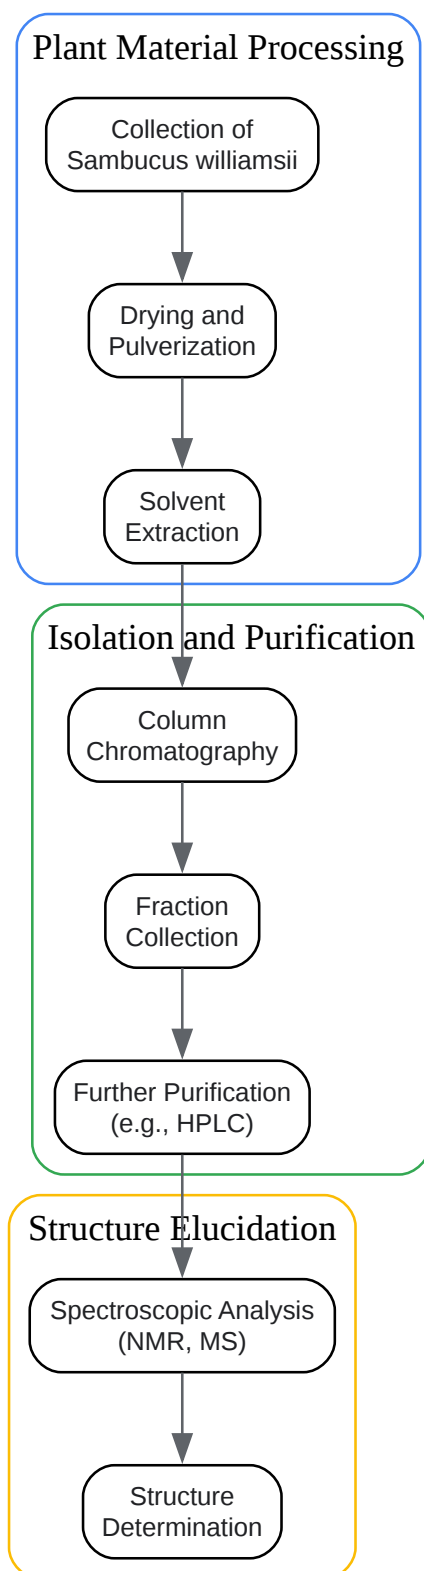 Plant Material Processing
Collection of
Sambucus williamsii
Drying and
Pulverization
Solvent
Extraction
Isolation and Purification
Column
Chromatography
Fraction
Collection
Further Purification
(e.g., HPLC)
Structure Elucidation
Spectroscopic Analysis
(NMR, MS)
Structure
Determination